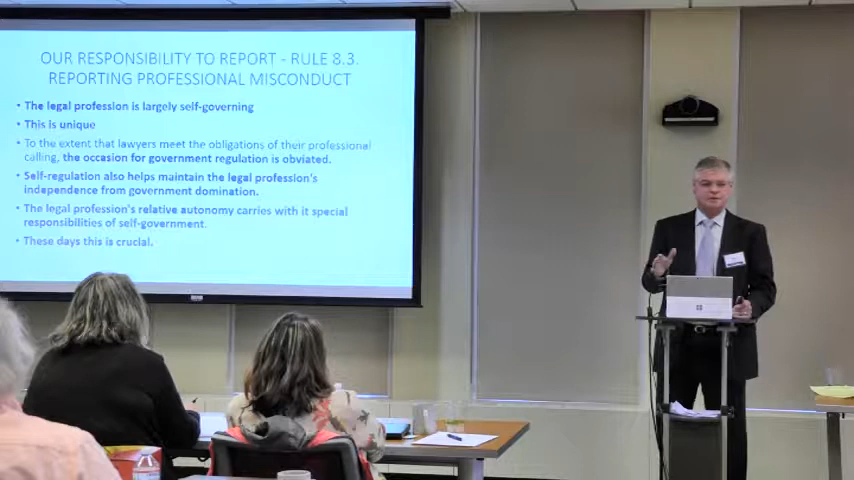 OUR RESPONSIBILITY TO REPORT - RULE 8.3.
REPORTING PROFESSIONAL MISCONDUCT
• The legal profession is largely self-governing
• This is unique
• To the extent that lawyers meet the obligations of their professional
calling, the occasion for government regulation is obviated.
• Self-regulation also helps maintain the legal profession's
independence from government domination.
• The legal profession's relative autonomy carries with it special
responsibilities of self-government.
• These days this is crucial.